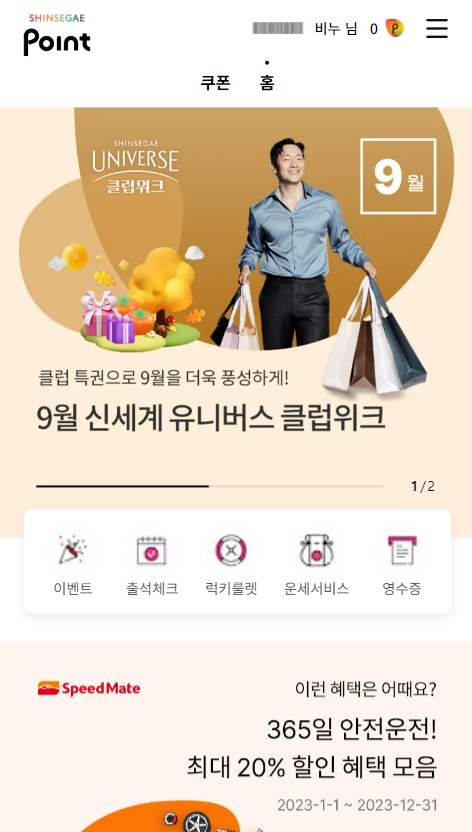 SHINSEGAE
Point
비누 님 0 P
쿠폰 홈
SHINSEGAE
UNIVERSE
클럽위크
9월
클럽 특권으로 9월을 더욱 풍성하게!
9월 신세계 유니버스 클럽위크
1/2
이벤트 출석체크 럭키룰렛 운세서비스 영수증
SpeedMate
이런 혜택은 어때요?
365일 안전운전!
최대 20% 할인 혜택 모음
2023-1-1 ~ 2023-12-31